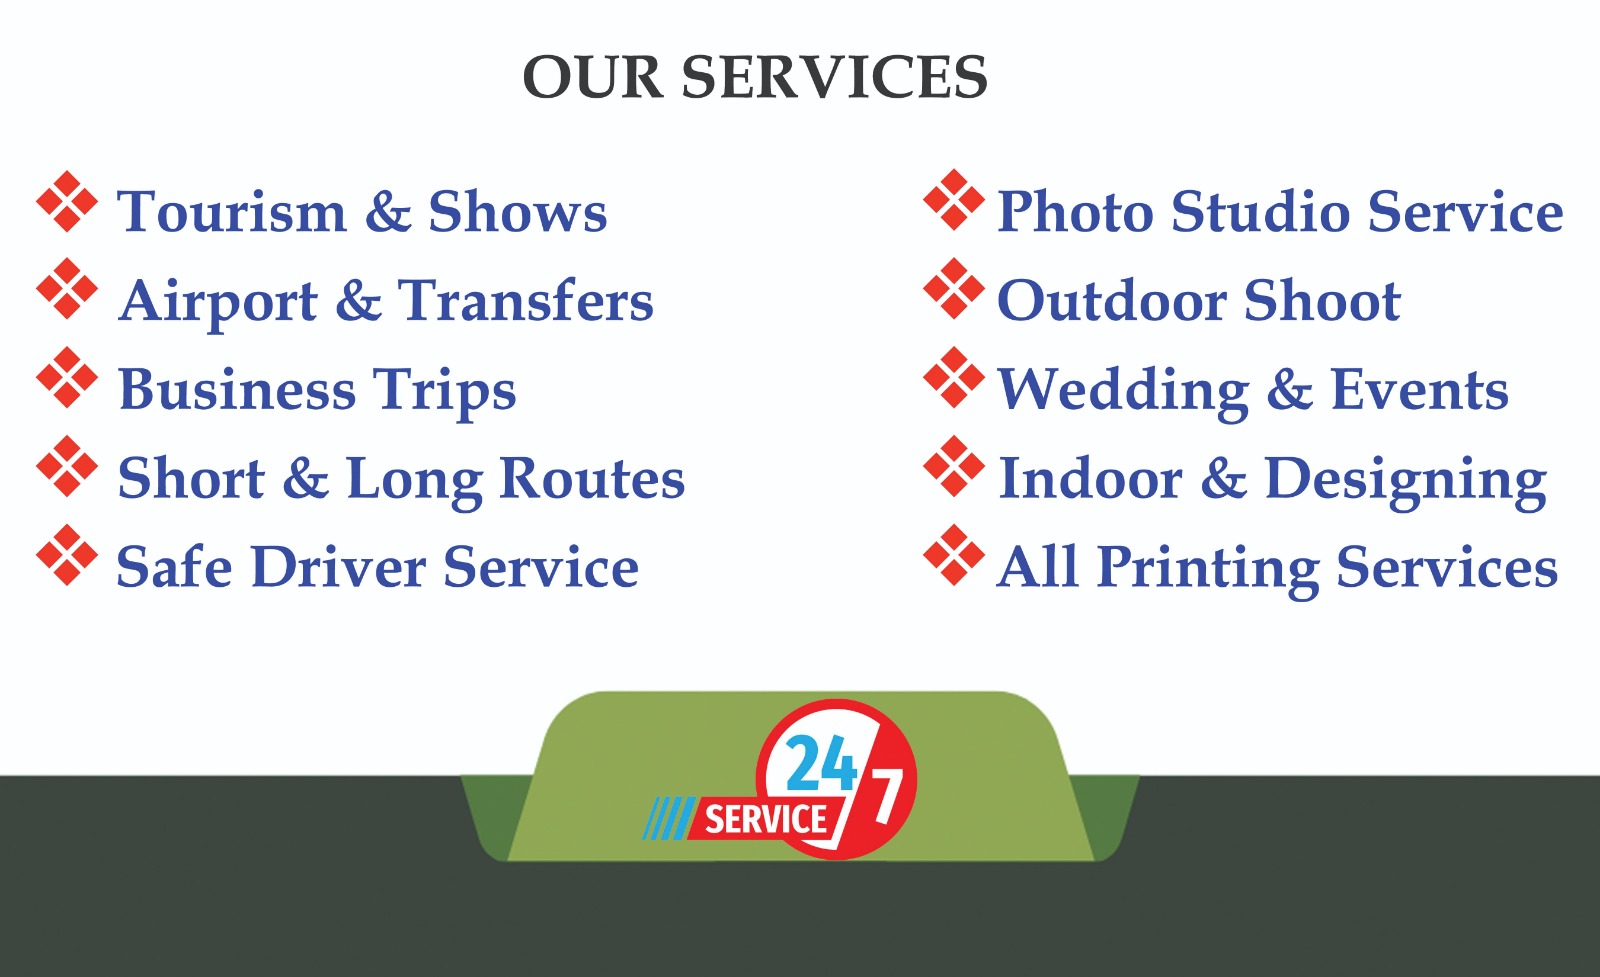 OUR SERVICES
Tourism & Shows
Airport & Transfers
Business Trips
Short & Long Routes
Safe Driver Service
Photo Studio Service
Outdoor Shoot
Wedding & Events
Indoor & Designing
All Printing Services
24
7
SERVICE